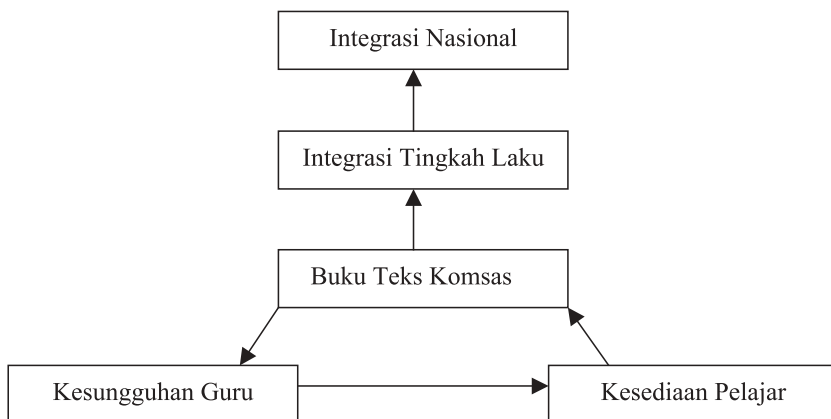 Integrasi Nasional
Integrasi Tingkah Laku
Buku Teks Komsas
Kesungguhan Guru
Kesediaan Pelajar